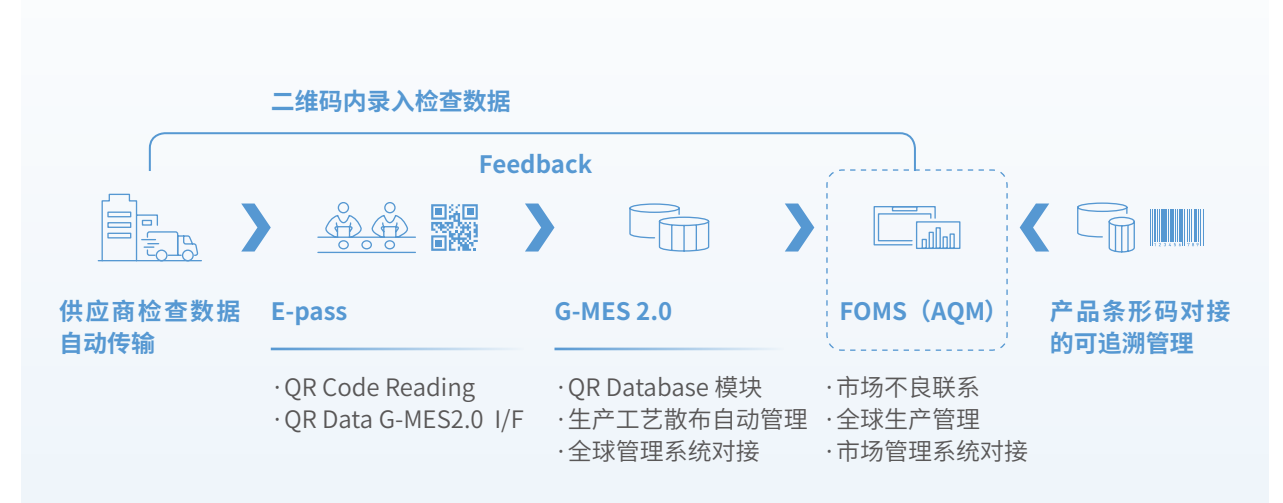 二维码内录入检查数据
Feedback
供应商检查数据
自动传输
E-pass
·QR Code Reading
·QR Data G-MES2.0 I/F
G-MES 2.0
·QR Database 模块
·生产工艺散布自动管理
·全球管理系统对接
FOMS（AQM）
·市场不良联系
·全球生产管理
·市场管理系统对接
产品条形码对接
的可追溯管理